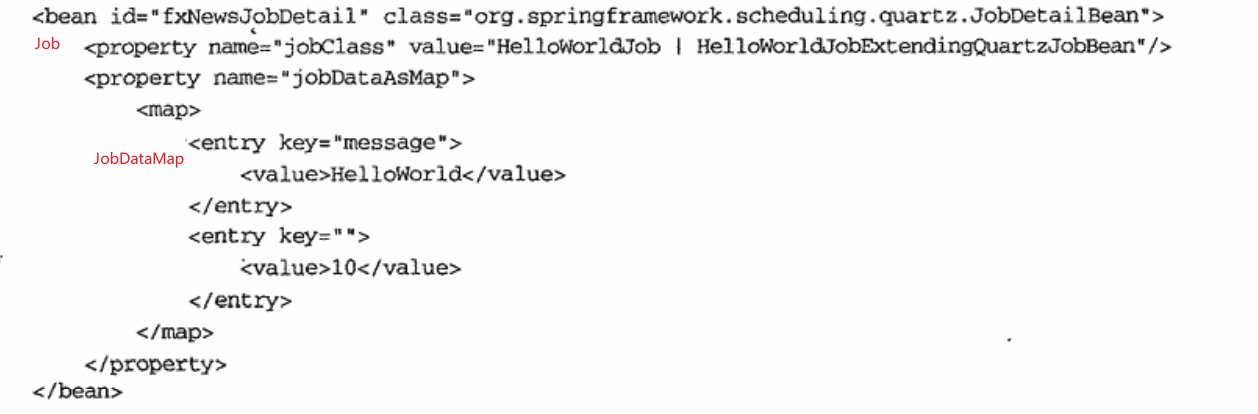 <bean id="fxNewsJobDetail" class="org.springframework.scheduling.quartz.JobDetailBean">
Job <property name="jobClass" value="HelloWorldJob | HelloWorldJobExtendingQuartzJobBean"/>
<property name="jobDataAsMap">
<map>
<entry key="message">
JobDataMap
<value>HelloWorld</value>
</entry>
<entry key="">
<value>10</value>
</entry>
</map>
</property>
</bean>